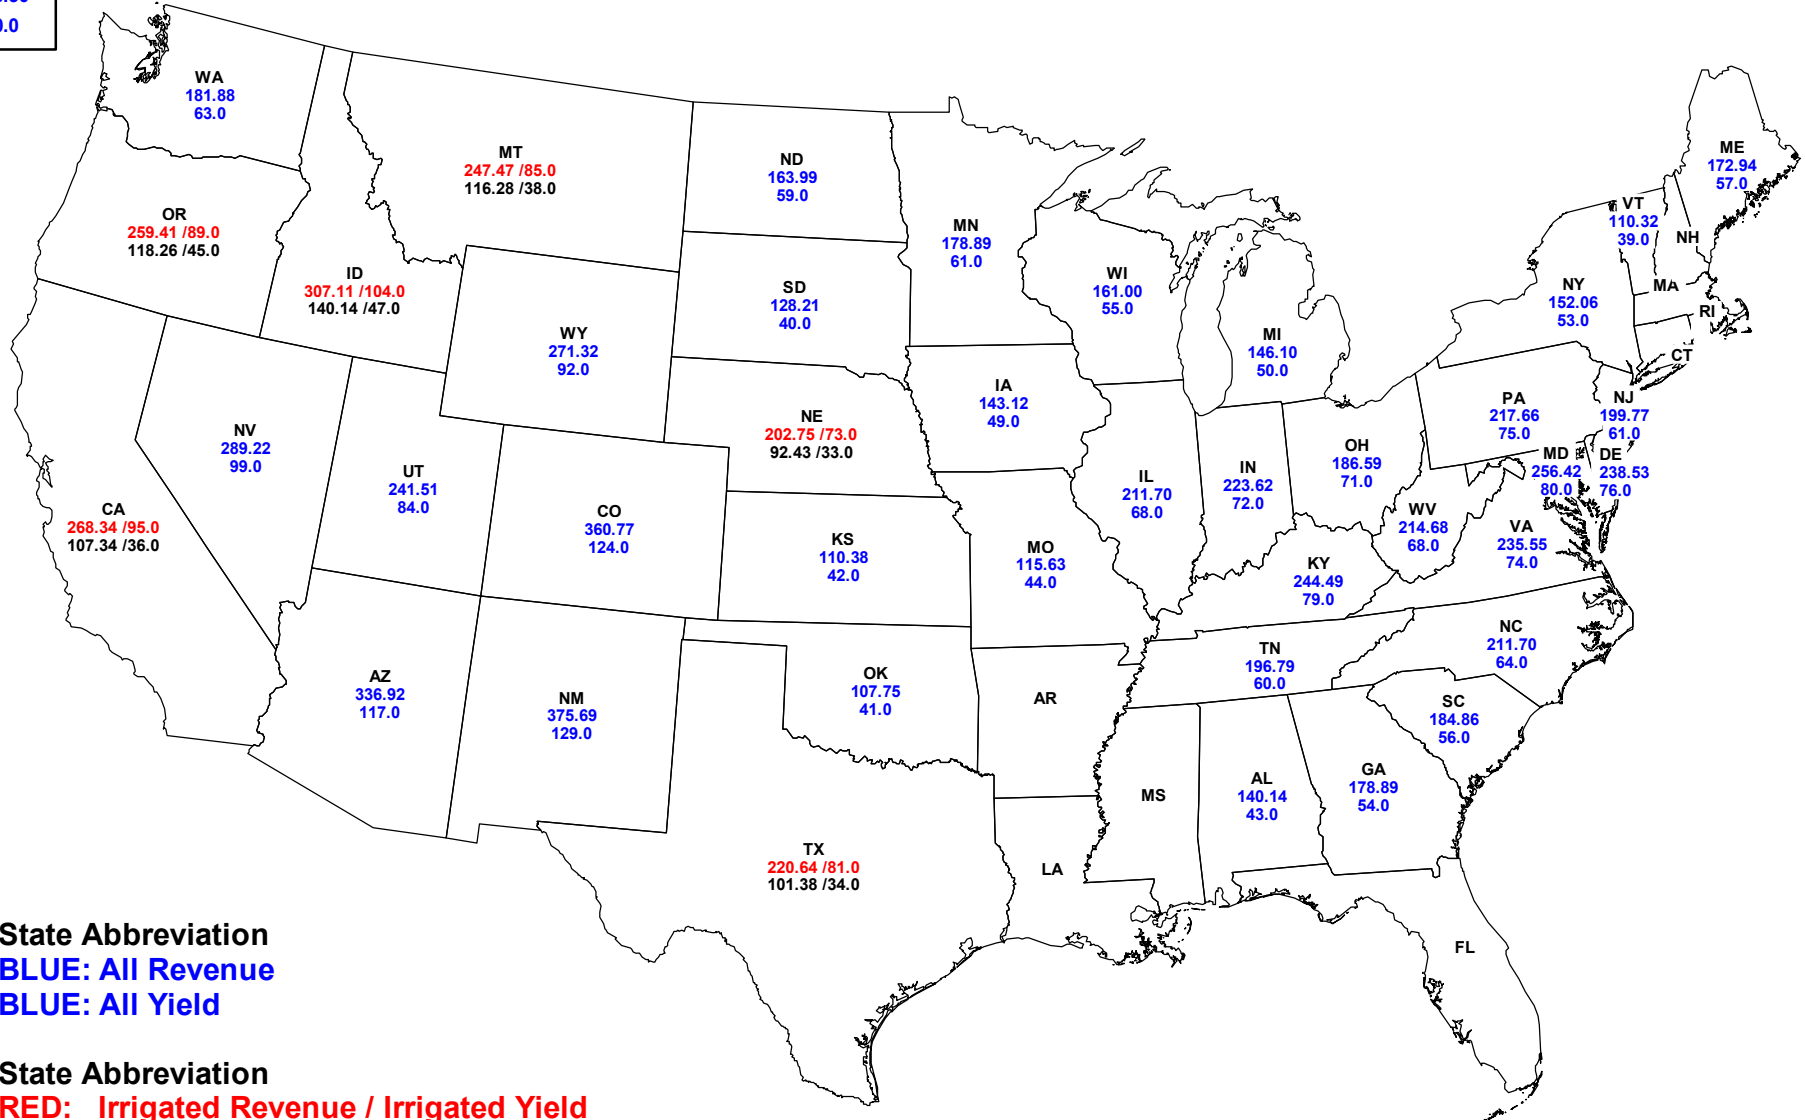 0.0
WA
181.88
63.0
OR
259.41 /89.0
118.26 /45.0
CA
268.34 /95.0
107.34 /36.0
NV
289.22
99.0
ID
307.11 /104.0
140.14 /47.0
MT
247.47 /85.0
116.28 /38.0
WY
271.32
92.0
UT
241.51
84.0
CO
360.77
124.0
AZ
336.92
117.0
NM
375.69
129.0
ND
163.99
59.0
SD
128.21
40.0
NE
202.75 /73.0
92.43 /33.0
KS
110.38
42.0
OK
107.75
41.0
TX
220.64 /81.0
101.38 /34.0
MN
178.89
61.0
IA
143.12
49.0
MO
115.63
44.0
AR
LA
WI
161.00
55.0
IL
211.70
68.0
MI
146.10
50.0
IN
223.62
72.0
OH
186.59
71.0
KY
244.49
79.0
TN
196.79
60.0
MS
AL
140.14
43.0
GA
178.89
54.0
FL
SC
184.86
56.0
NC
211.70
64.0
VA
235.55
74.0
WV
214.68
68.0
MD
256.42
80.0
DE
238.53
76.0
PA
217.66
75.0
NJ
199.77
61.0
NY
152.06
53.0
CT
RI
MA
VT
110.32
39.0
NH
ME
172.94
57.0
State Abbreviation
BLUE: All Revenue
BLUE: All Yield
State Abbreviation
RED: Irrigated Revenue / Irrigated Yield